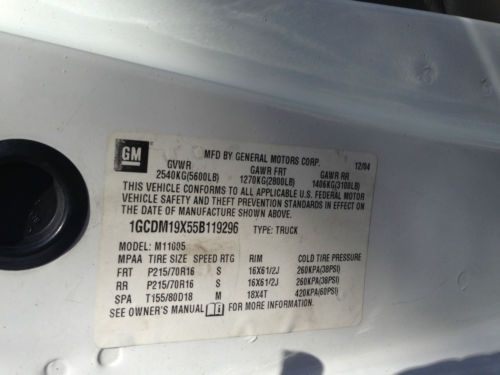 GM
MFD BY GENERAL MOTORS CORP. 12/04
GVWR GAWR FRT GAWR RR
2540KG(5600LB) 1270KG(2800LB) 1406KG(3100LB)
THIS VEHICLE CONFORMS TO ALL APPLICABLE U.S. FEDERAL MOTOR
VEHICLE SAFETY AND THEFT PREVENTION STANDARDS IN EFFECT ON
THE DATE OF MANUFACTURE SHOWN ABOVE.
1GCDM19X55B119296 TYPE: TRUCK
MODEL: M11005
MPAA TIRE SIZE SPEED RTG RIM COLD TIRE PRESSURE
FRT P215/70R16 S 16X61/2J 260KPA(38PSI)
RR P215/70R16 S 16X61/2J 260KPA(38PSI)
SPA T155/80D18 M 18X4T 420KPA(60PSI)
SEE OWNER'S MANUAL FOR MORE INFORMATION.